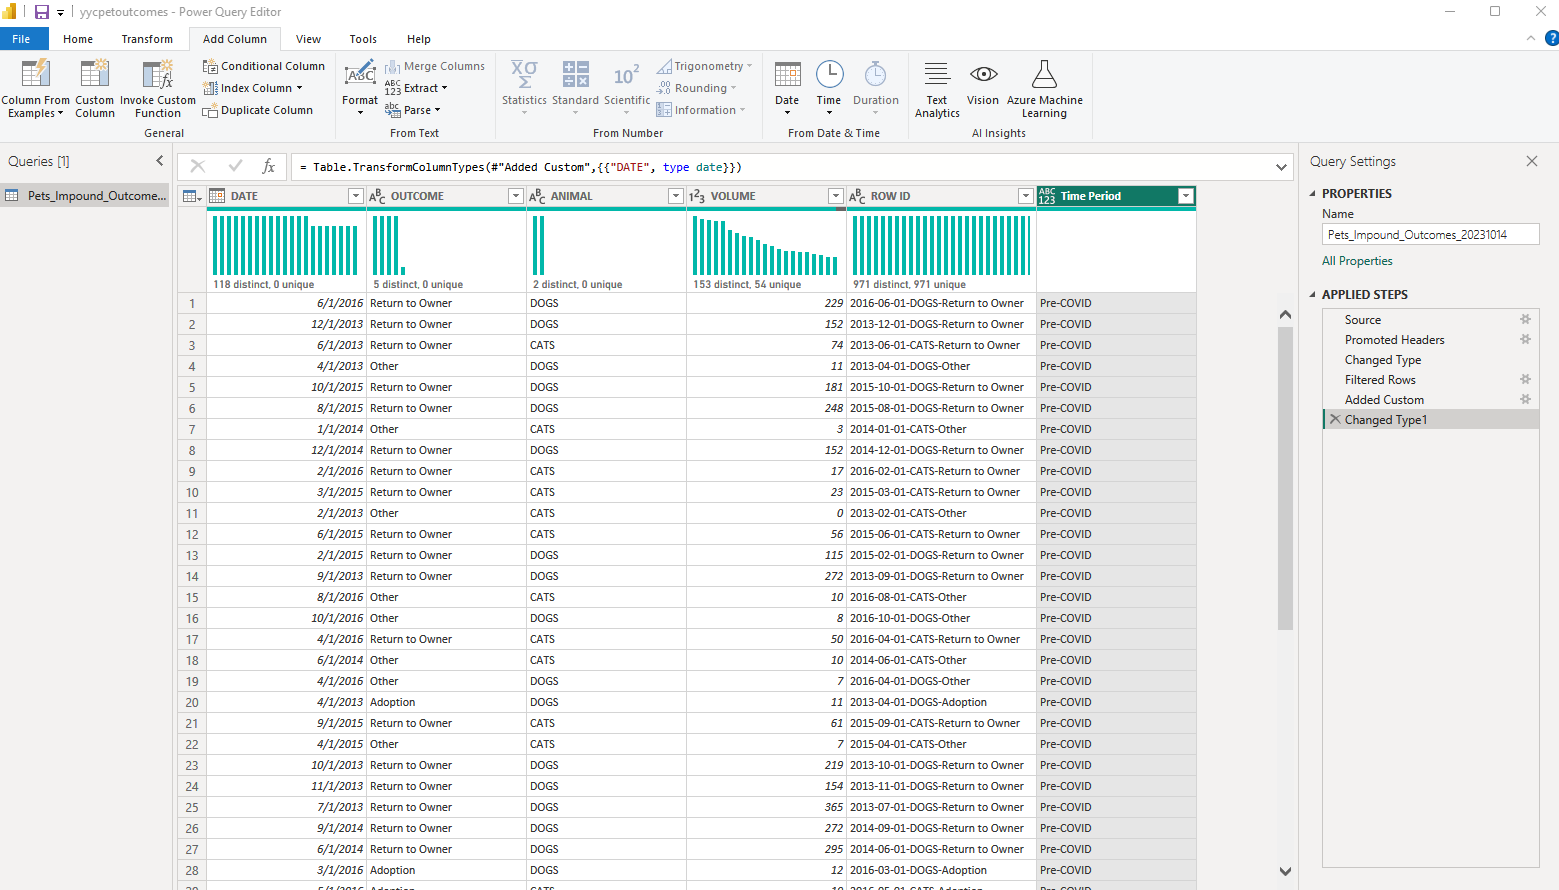 yycpetoutcomes - Power Query Editor
File Home Transform Add Column View Tools Help
Column From Examples
Custom Column
Invoke Custom Function
Conditional Column
Index Column
Duplicate Column
General
Format
Merge Columns
Extract
Parse
From Text
Statistics
Standard
Scientific
Trigonometry
Rounding
Information
From Number
Date
Time
Duration
From Date & Time
Text Analytics
Vision
Azure Machine Learning
AI Insights
Queries [1]
Pets_Impound_Outcome...
= Table.TransformColumnTypes(#"Added Custom",{{"DATE", type date}})
DATE OUTCOME ANIMAL VOLUME ROW ID Time Period
118 distinct, 0 unique 5 distinct, 0 unique 2 distinct, 0 unique 153 distinct, 54 unique 971 distinct, 971 unique
1 6/1/2016 Return to Owner DOGS 229 2016-06-01-DOGS-Return to Owner Pre-COVID
2 12/1/2013 Return to Owner DOGS 152 2013-12-01-DOGS-Return to Owner Pre-COVID
3 6/1/2013 Return to Owner CATS 74 2013-06-01-CATS-Return to Owner Pre-COVID
4 4/1/2013 Other DOGS 11 2013-04-01-DOGS-Other Pre-COVID
5 10/1/2015 Return to Owner DOGS 181 2015-10-01-DOGS-Return to Owner Pre-COVID
6 8/1/2015 Return to Owner DOGS 248 2015-08-01-DOGS-Return to Owner Pre-COVID
7 1/1/2014 Other CATS 3 2014-01-01-CATS-Other Pre-COVID
8 12/1/2014 Return to Owner DOGS 152 2014-12-01-DOGS-Return to Owner Pre-COVID
9 2/1/2016 Return to Owner CATS 17 2016-02-01-CATS-Return to Owner Pre-COVID
10 3/1/2015 Return to Owner CATS 23 2015-03-01-CATS-Return to Owner Pre-COVID
11 2/1/2013 Other CATS 0 2013-02-01-CATS-Other Pre-COVID
12 6/1/2015 Return to Owner CATS 56 2015-06-01-CATS-Return to Owner Pre-COVID
13 2/1/2015 Return to Owner DOGS 115 2015-02-01-DOGS-Return to Owner Pre-COVID
14 9/1/2013 Return to Owner DOGS 272 2013-09-01-DOGS-Return to Owner Pre-COVID
15 8/1/2016 Other CATS 10 2016-08-01-CATS-Other Pre-COVID
16 10/1/2016 Other DOGS 8 2016-10-01-DOGS-Other Pre-COVID
17 4/1/2016 Return to Owner CATS 50 2016-04-01-CATS-Return to Owner Pre-COVID
18 6/1/2014 Other CATS 10 2014-06-01-CATS-Other Pre-COVID
19 4/1/2016 Other DOGS 7 2016-04-01-DOGS-Other Pre-COVID
20 4/1/2013 Adoption DOGS 11 2013-04-01-DOGS-Adoption Pre-COVID
21 9/1/2015 Return to Owner CATS 61 2015-09-01-CATS-Return to Owner Pre-COVID
22 4/1/2015 Other CATS 7 2015-04-01-CATS-Other Pre-COVID
23 10/1/2013 Return to Owner DOGS 219 2013-10-01-DOGS-Return to Owner Pre-COVID
24 11/1/2013 Return to Owner DOGS 154 2013-11-01-DOGS-Return to Owner Pre-COVID
25 7/1/2013 Return to Owner DOGS 365 2013-07-01-DOGS-Return to Owner Pre-COVID
26 9/1/2014 Return to Owner DOGS 272 2014-09-01-DOGS-Return to Owner Pre-COVID
27 6/1/2014 Return to Owner DOGS 295 2014-06-01-DOGS-Return to Owner Pre-COVID
28 3/1/2016 Adoption DOGS 12 2016-03-01-DOGS-Adoption Pre-COVID
Query Settings
PROPERTIES
Name
Pets_Impound_Outcomes_20231014
All Properties
APPLIED STEPS
Source
Promoted Headers
Changed Type
Filtered Rows
Added Custom
Changed Type1